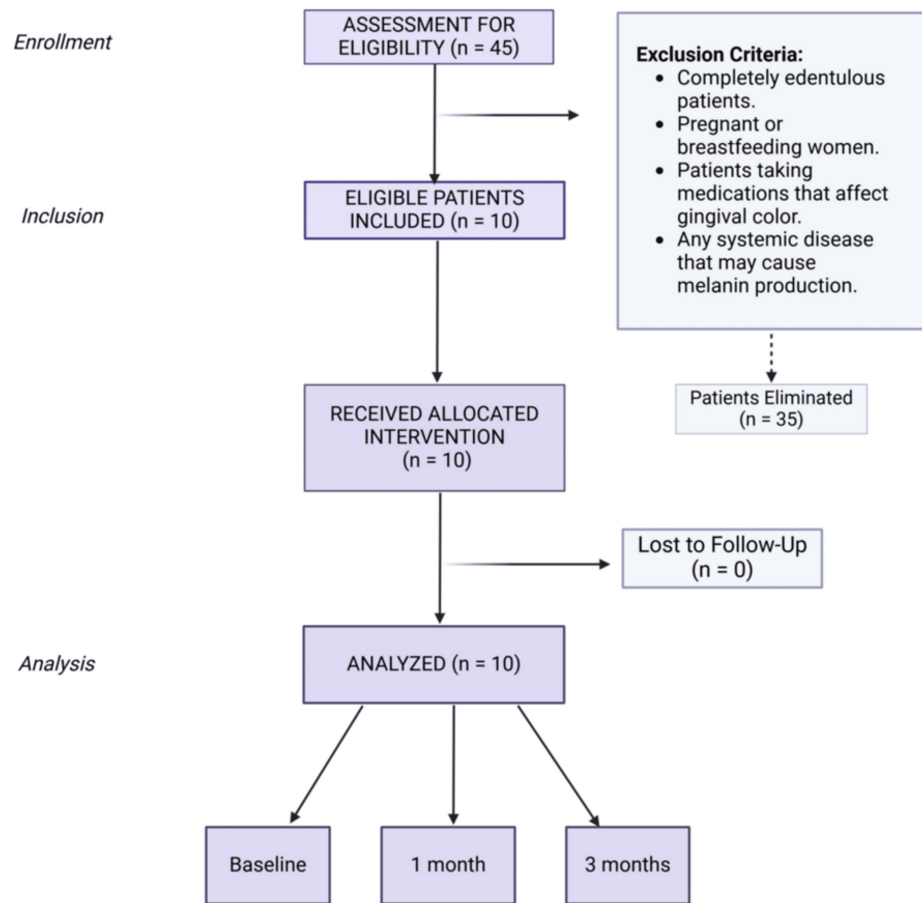 Enrollment
ASSESSMENT FOR
ELIGIBILITY (n = 45)
Exclusion Criteria:
• Completely edentulous
patients.
• Pregnant or
breastfeeding women.
• Patients taking
medications that affect
gingival color.
• Any systemic disease
that may cause
melanin production.
Inclusion
ELIGIBLE PATIENTS
INCLUDED (n = 10)
Patients Eliminated
(n = 35)
RECEIVED ALLOCATED
INTERVENTION
(n = 10)
Lost to Follow-Up
(n = 0)
Analysis
ANALYZED (n = 10)
Baseline
1 month
3 months